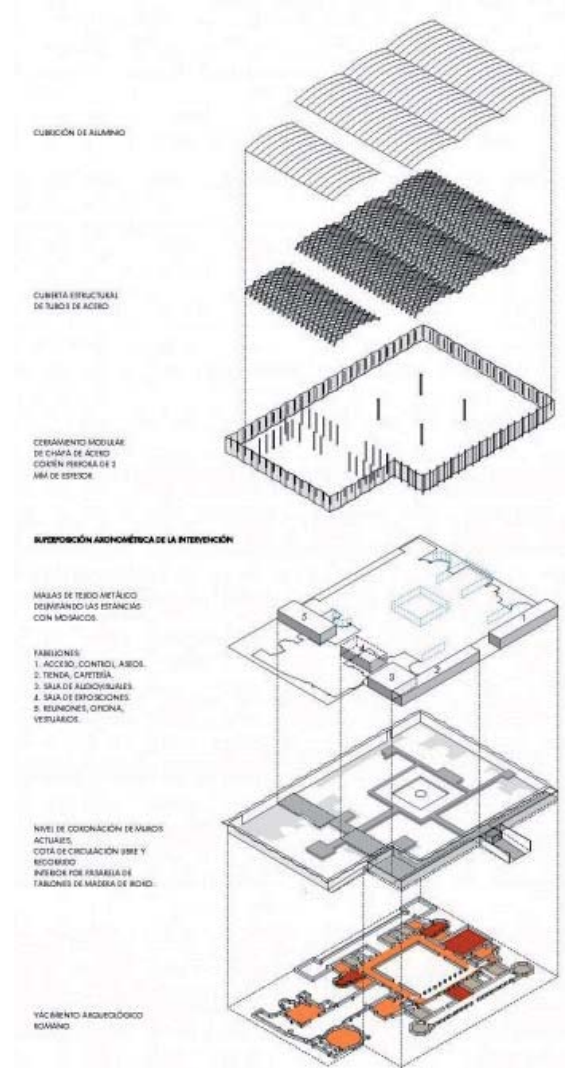 CUBRICIÓN DE ALUMINIO
CUBIERTA ESTRUCTURAL
DE TUBOS DE ACERO
CERRAMIENTO MODULAR
DE CHAPA DE ACERO
CORTÉN PERFORA DE 2
MM DE ESPESOR
SUPERPOSICIÓN AXONOMÉTRICA DE LA INTERVENCIÓN
MALLAS DE TEJIDO METÁLICO
DELIMITANDO LAS ESTANCIAS
CON MOSAICOS.
PABELLONES:
1. ACCESO, CONTROL, ASEOS.
2. TIENDA, CAFETERÍA.
3. SALA DE AUDIOVISUALES.
4. SALA DE EXPOSICIONES.
5. REUNIONES, OFICINA,
VESTUARIOS.
5
4
3
2
1
NIVEL DE CORONACIÓN DE MUROS
ACTUALES,
COTA DE CIRCULACIÓN LIBRE Y
RECORRIDO
INTERIOR POR PASARELA DE
TABLONES DE MADERA DE IROKO.
YACIMIENTO ARQUEOLÓGICO
ROMANO